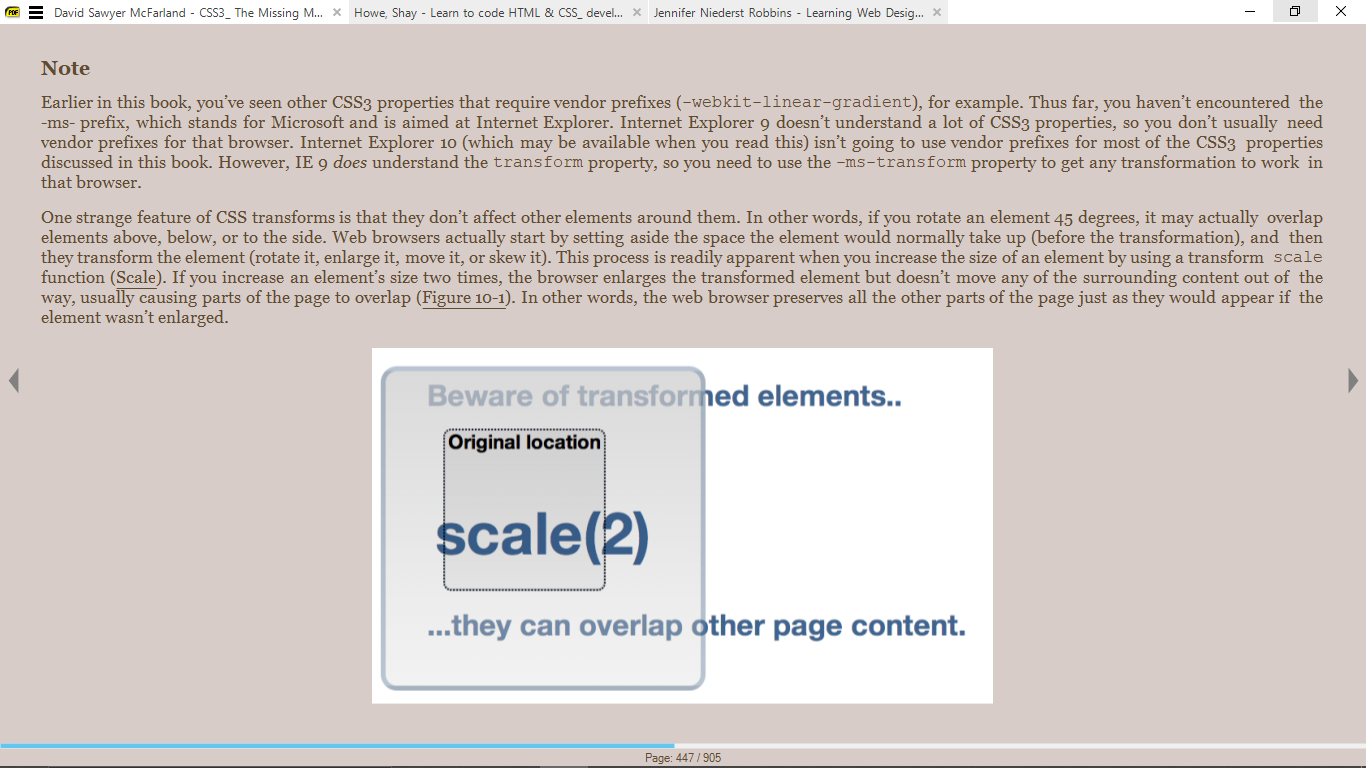 David Sawyer McFarland - CSS3_ The Missing M...
Howe, Shay - Learn to code HTML & CSS_ devel...
Jennifer Niederst Robbins - Learning Web Desig...
Note
Earlier in this book, you’ve seen other CSS3 properties that require vendor prefixes (-webkit-linear-gradient), for example. Thus far, you haven’t encountered the
-ms- prefix, which stands for Microsoft and is aimed at Internet Explorer. Internet Explorer 9 doesn’t understand a lot of CSS3 properties, so you don’t usually need
vendor prefixes for that browser. Internet Explorer 10 (which may be available when you read this) isn’t going to use vendor prefixes for most of the CSS3 properties
discussed in this book. However, IE 9 does understand the transform property, so you need to use the -ms-transform property to get any transformation to work in
that browser.
One strange feature of CSS transforms is that they don’t affect other elements around them. In other words, if you rotate an element 45 degrees, it may actually overlap
elements above, below, or to the side. Web browsers actually start by setting aside the space the element would normally take up (before the transformation), and then
they transform the element (rotate it, enlarge it, move it, or skew it). This process is readily apparent when you increase the size of an element by using a transform scale
function (Scale). If you increase an element’s size two times, the browser enlarges the transformed element but doesn’t move any of the surrounding content out of the
way, usually causing parts of the page to overlap (Figure 10-1). In other words, the web browser preserves all the other parts of the page just as they would appear if the
element wasn’t enlarged.
Beware of transformed elements..
Original location
scale(2)
...they can overlap other page content.
Page: 447 / 905